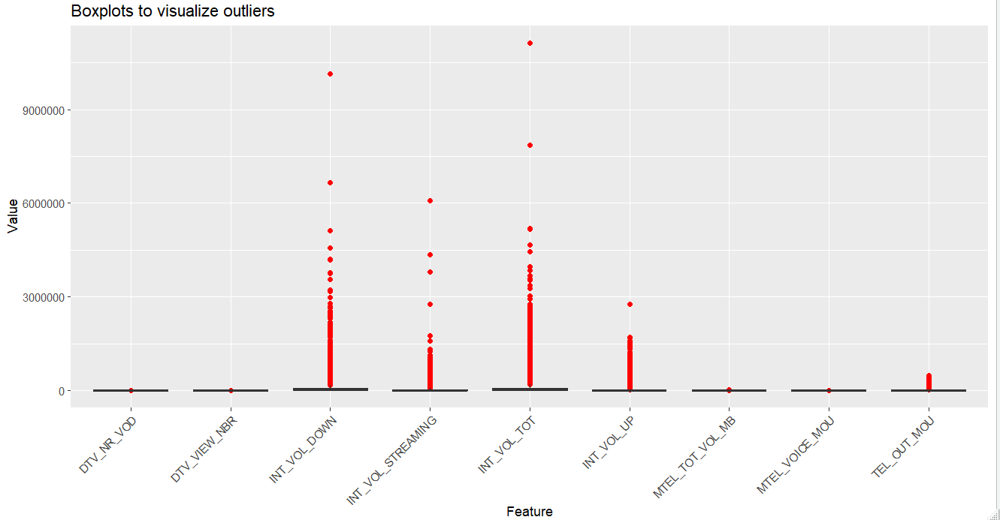 Boxplots to visualize outliers
Value
9000000
6000000
3000000
0
DTV_NR_VOD
DTV_VIEW_NBR
INT_VOL_DOWN
INT_VOL_STREAMING
INT_VOL_TOT
INT_VOL_UP
MTEL_TOT_VOL_MB
MTEL_VOICE_MOU
TEL_OUT_MOU
Feature